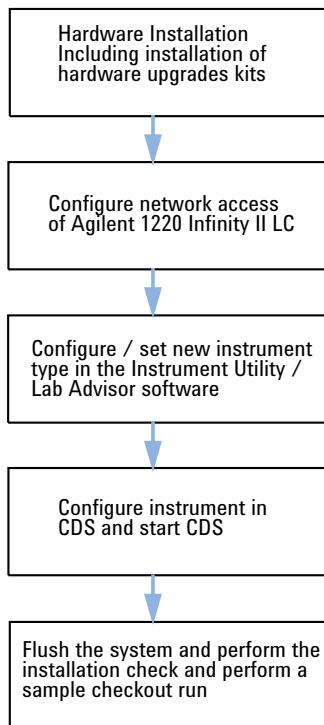 Hardware Installation
Including installation of
hardware upgrades kits
Configure network access
of Agilent 1220 Infinity II LC
Configure / set new instrument
type in the Instrument Utility /
Lab Advisor software
Configure instrument in
CDS and start CDS
Flush the system and perform the
installation check and perform a
sample checkout run